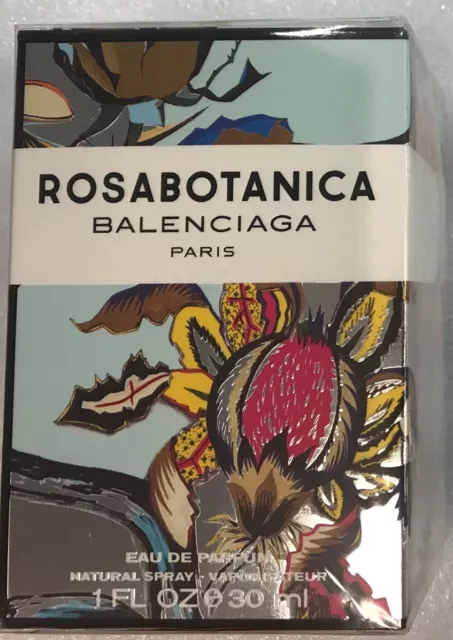 ROSABOTANICA
BALENCIAGA
PARIS
EAU DE PARFUM
NATURAL SPRAY - VAPORISATEUR
1 FL OZ ℮ 30 ml